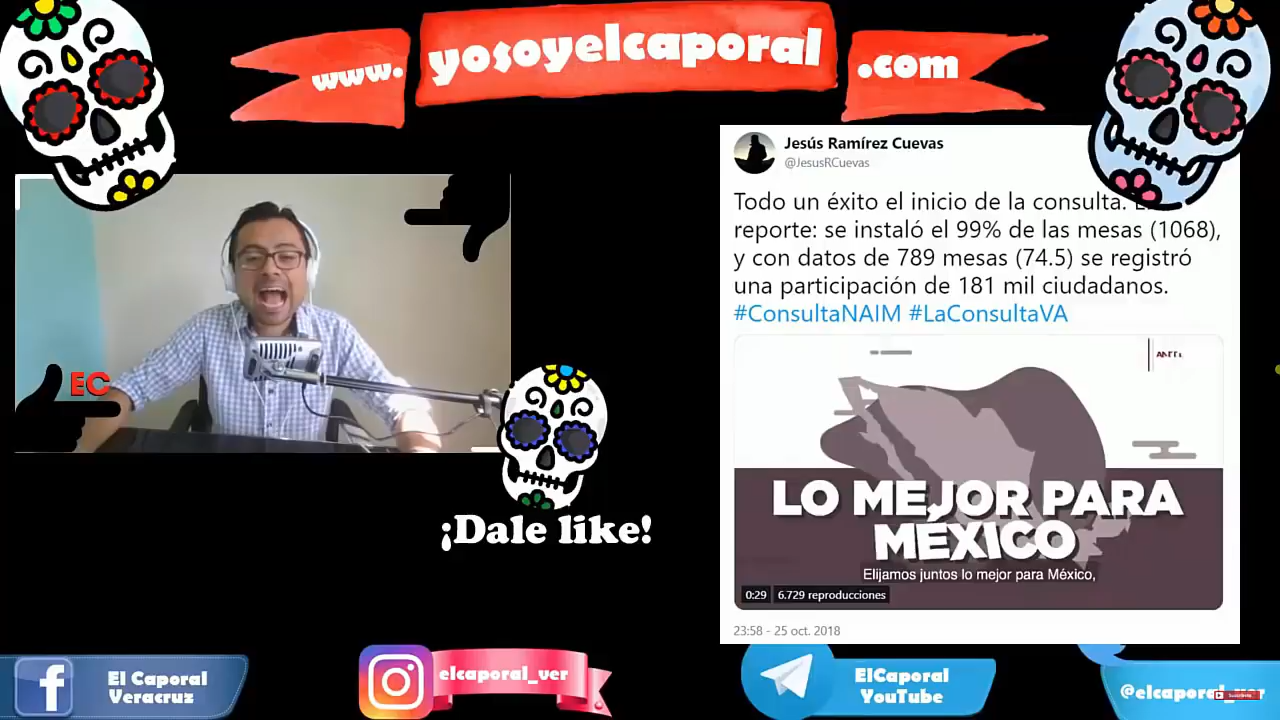 www. yosoyelcaporal .com
Jesús Ramírez Cuevas
@JesusRCuevas
Todo un éxito el inicio de la consulta.
reporte: se instaló el 99% de las mesas (1068),
y con datos de 789 mesas (74.5) se registró
una participación de 181 mil ciudadanos.
#ConsultaNAIM #LaConsultaVA
LO MEJOR PARA
MÉXICO
Elijamos juntos lo mejor para México,
0:29 6.729 reproducciones
23:58 - 25 oct. 2018
EC
¡Dale like!
El Caporal
Veracruz
elcaporal_ver
ElCaporal
YouTube
@elcaporal_ver